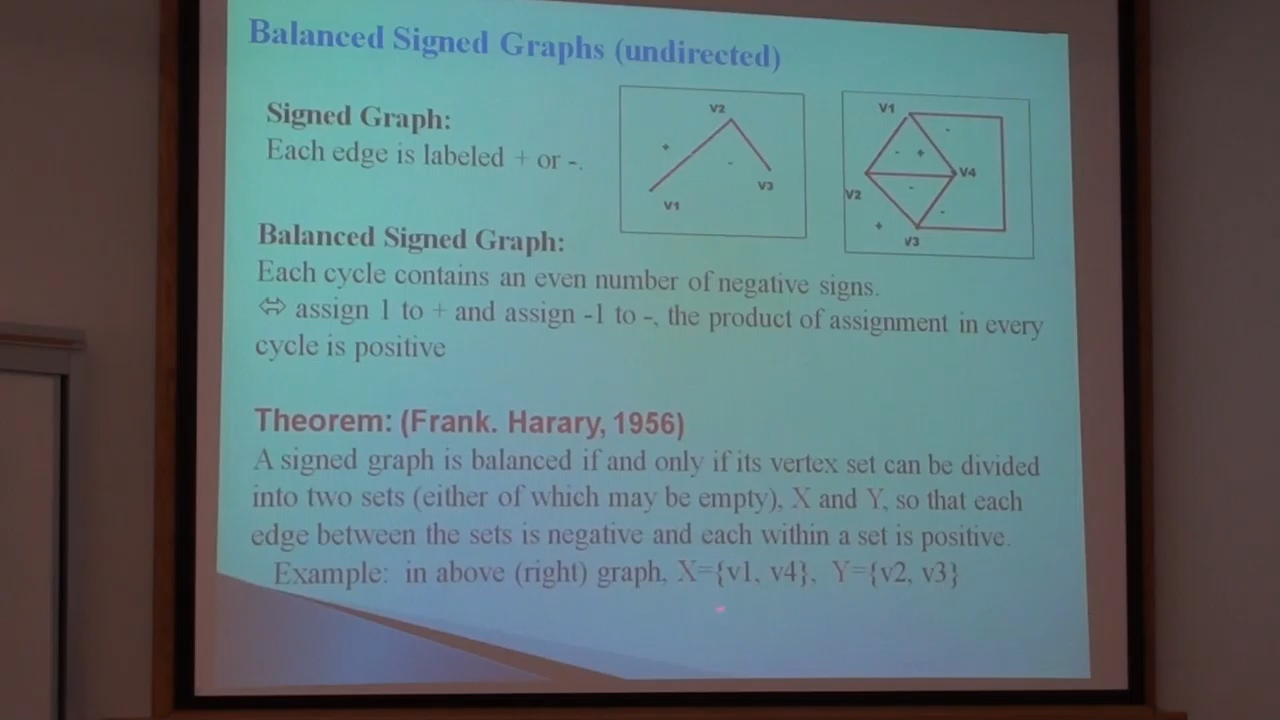 Balanced Signed Graphs (undirected)
Signed Graph:
Each edge is labeled + or -.
V2
+
-
V3
V1
V1
-
- +
V4
-
V2
-
+
V3
Balanced Signed Graph:
Each cycle contains an even number of negative signs.
⇔ assign 1 to + and assign -1 to -, the product of assignment in every
cycle is positive
Theorem: (Frank. Harary, 1956)
A signed graph is balanced if and only if its vertex set can be divided
into two sets (either of which may be empty), X and Y, so that each
edge between the sets is negative and each within a set is positive.
Example: in above (right) graph, X={v1, v4}, Y={v2, v3}